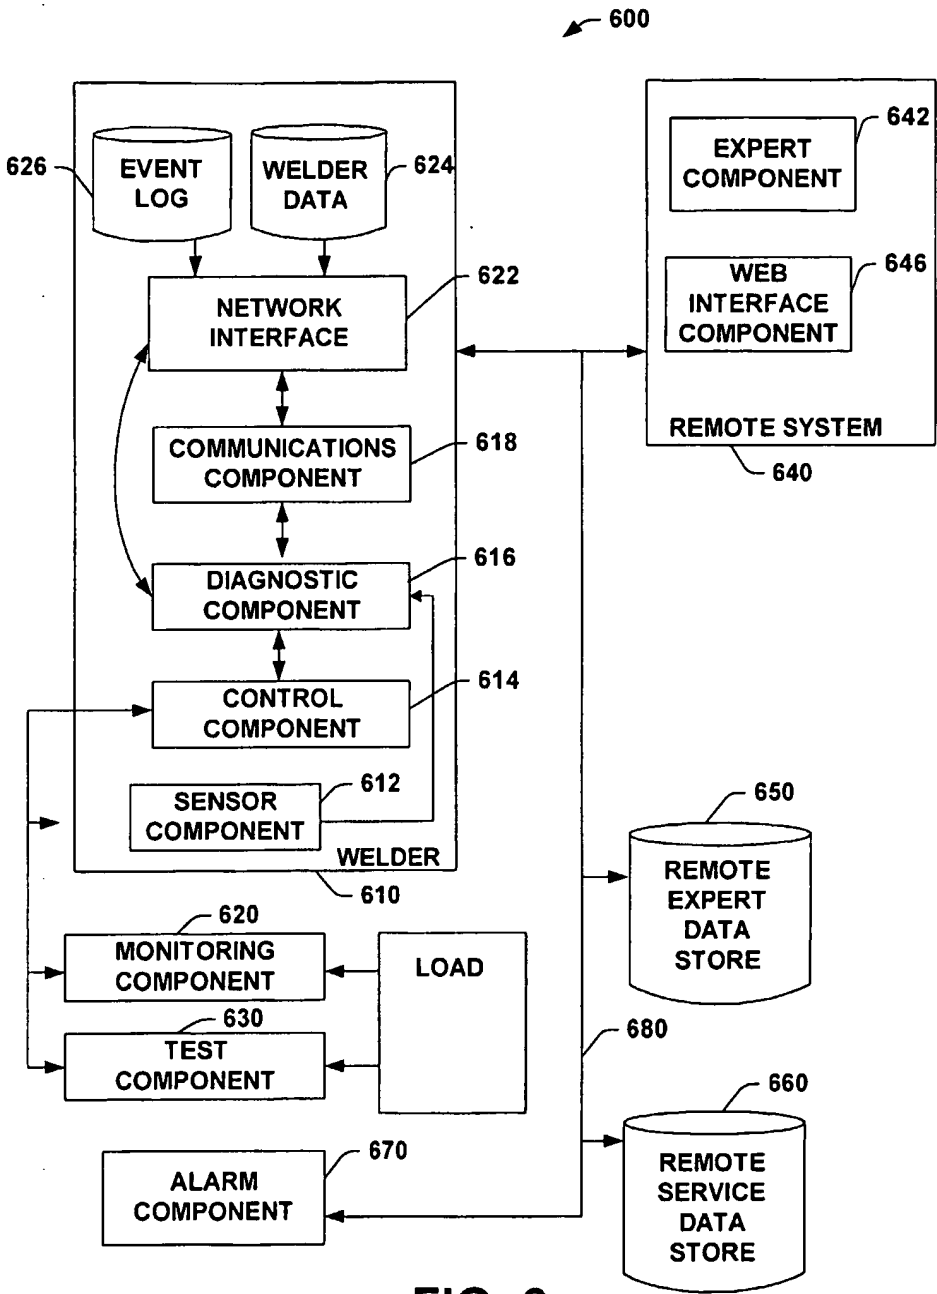 600
626
EVENT
LOG
WELDER
DATA
624
642
EXPERT
COMPONENT
622
NETWORK
INTERFACE
646
WEB
INTERFACE
COMPONENT
COMMUNICATIONS
COMPONENT
618
REMOTE SYSTEM
640
616
DIAGNOSTIC
COMPONENT
614
CONTROL
COMPONENT
612
SENSOR
COMPONENT
WELDER
610
650
REMOTE
EXPERT
DATA
STORE
620
MONITORING
COMPONENT
LOAD
630
TEST
COMPONENT
680
660
REMOTE
SERVICE
DATA
STORE
670
ALARM
COMPONENT